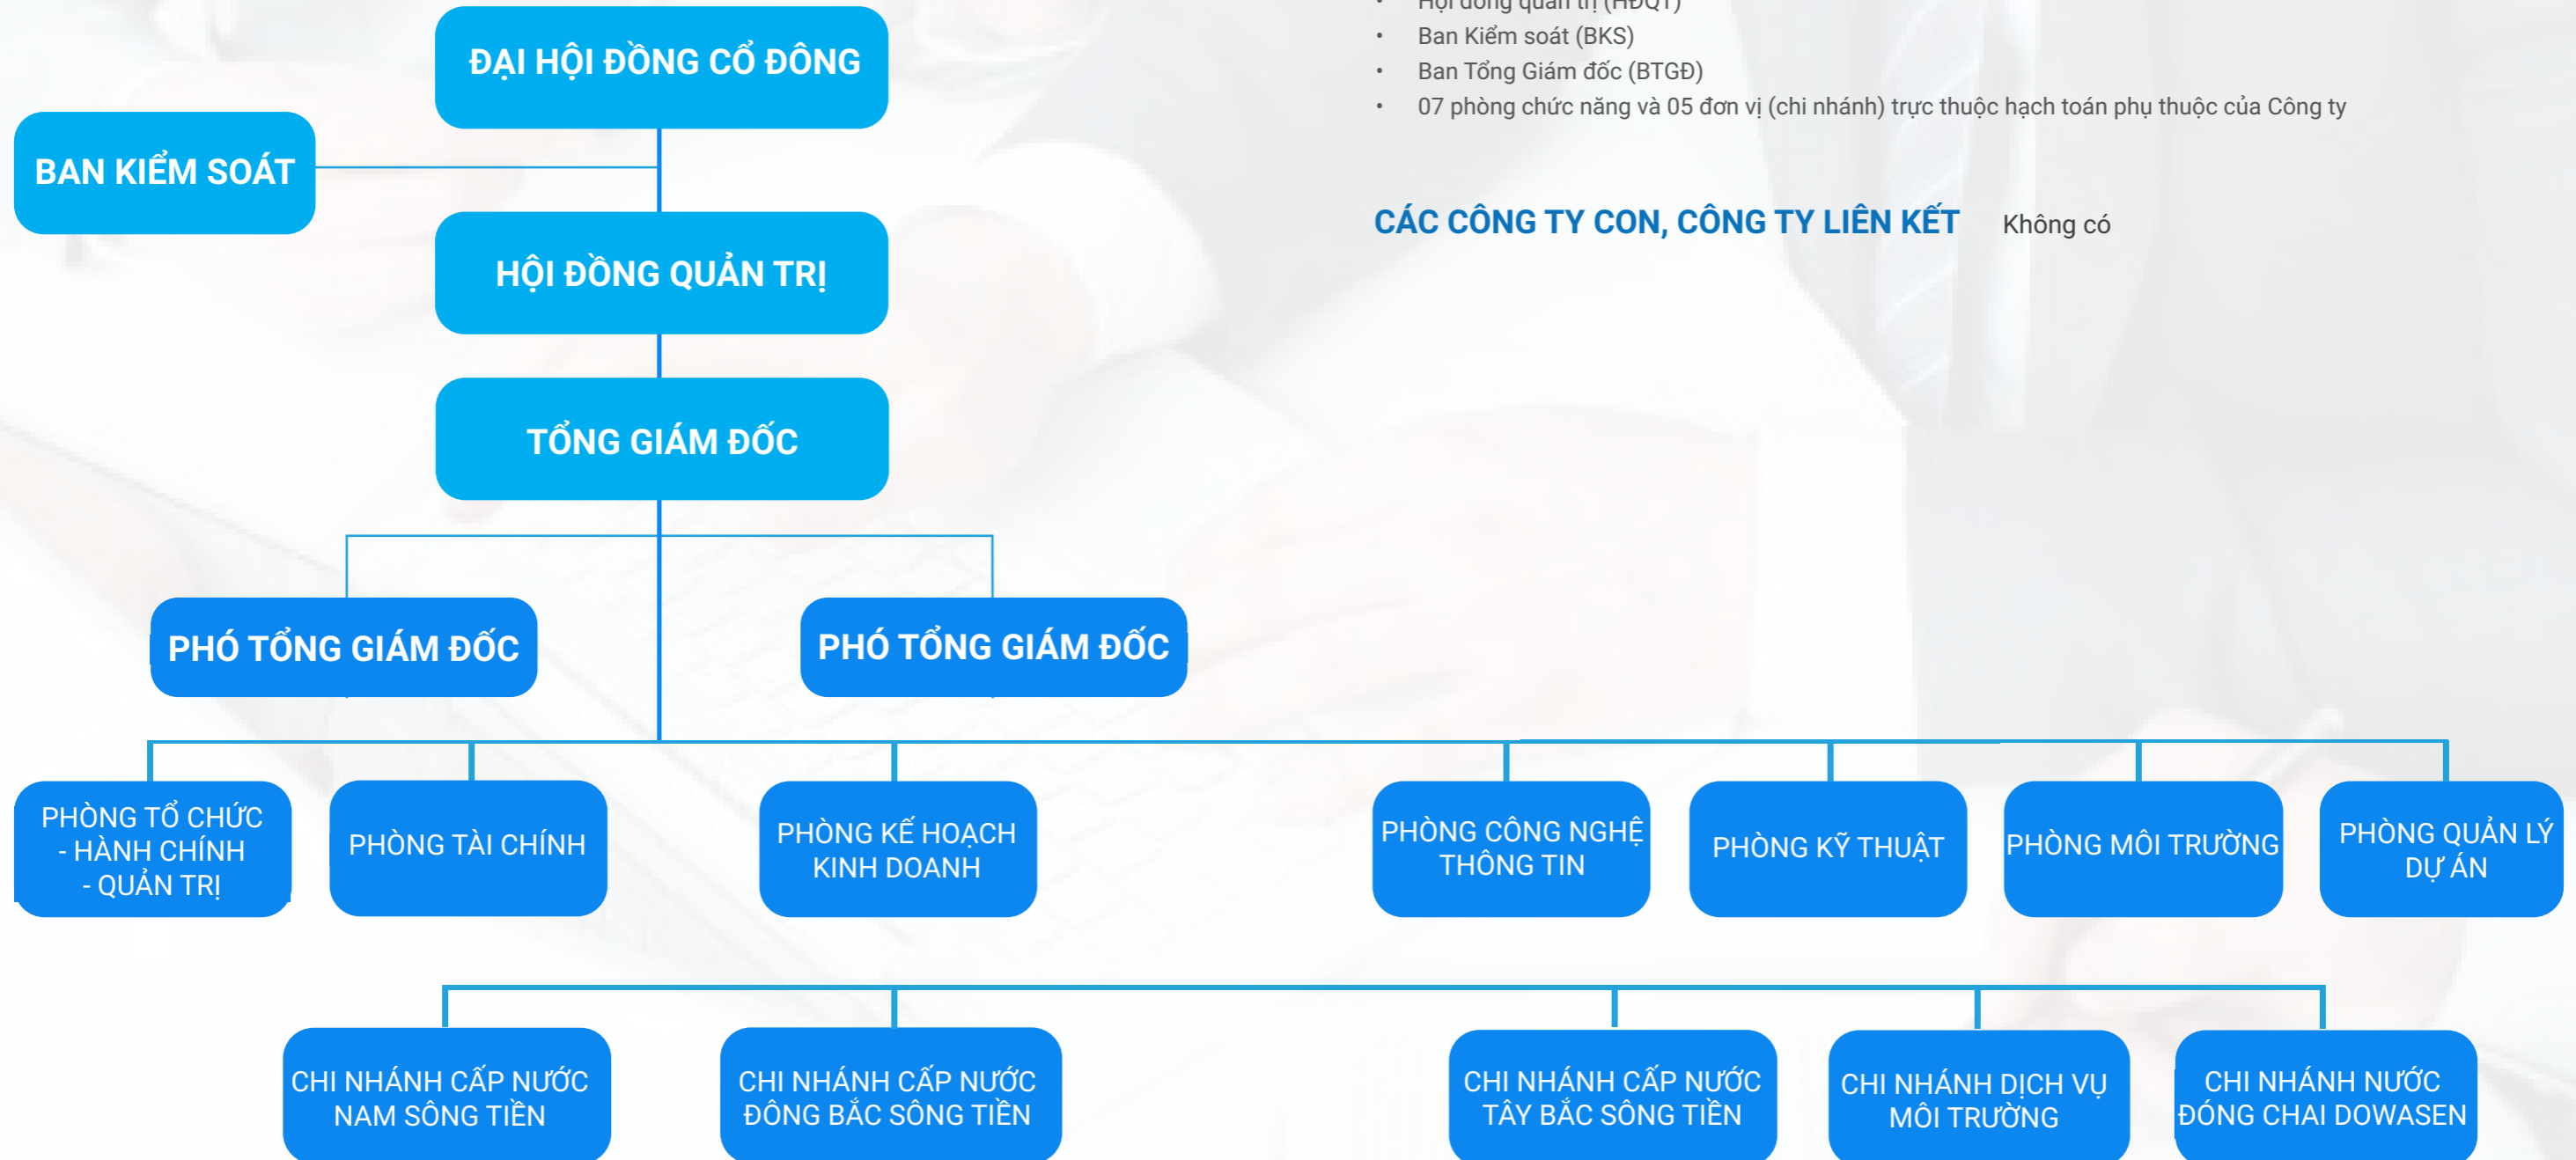 ĐẠI HỘI ĐỒNG CỔ ĐÔNG
BAN KIỂM SOÁT
HỘI ĐỒNG QUẢN TRỊ
TỔNG GIÁM ĐỐC
PHÓ TỔNG GIÁM ĐỐC
PHÓ TỔNG GIÁM ĐỐC
• Hội đồng quản trị (HĐQT)
• Ban Kiểm soát (BKS)
• Ban Tổng Giám đốc (BTGĐ)
• 07 phòng chức năng và 05 đơn vị (chi nhánh) trực thuộc hạch toán phụ thuộc của Công ty
CÁC CÔNG TY CON, CÔNG TY LIÊN KẾT Không có
PHÒNG TỔ CHỨC
- HÀNH CHÍNH
- QUẢN TRỊ
PHÒNG TÀI CHÍNH
PHÒNG KẾ HOẠCH
KINH DOANH
PHÒNG CÔNG NGHỆ
THÔNG TIN
PHÒNG KỸ THUẬT
PHÒNG MÔI TRƯỜNG
PHÒNG QUẢN LÝ
DỰ ÁN
CHI NHÁNH CẤP NƯỚC
NAM SÔNG TIỀN
CHI NHÁNH CẤP NƯỚC
ĐÔNG BẮC SÔNG TIỀN
CHI NHÁNH CẤP NƯỚC
TÂY BẮC SÔNG TIỀN
CHI NHÁNH DỊCH VỤ
MÔI TRƯỜNG
CHI NHÁNH NƯỚC
ĐÓNG CHAI DOWASEN